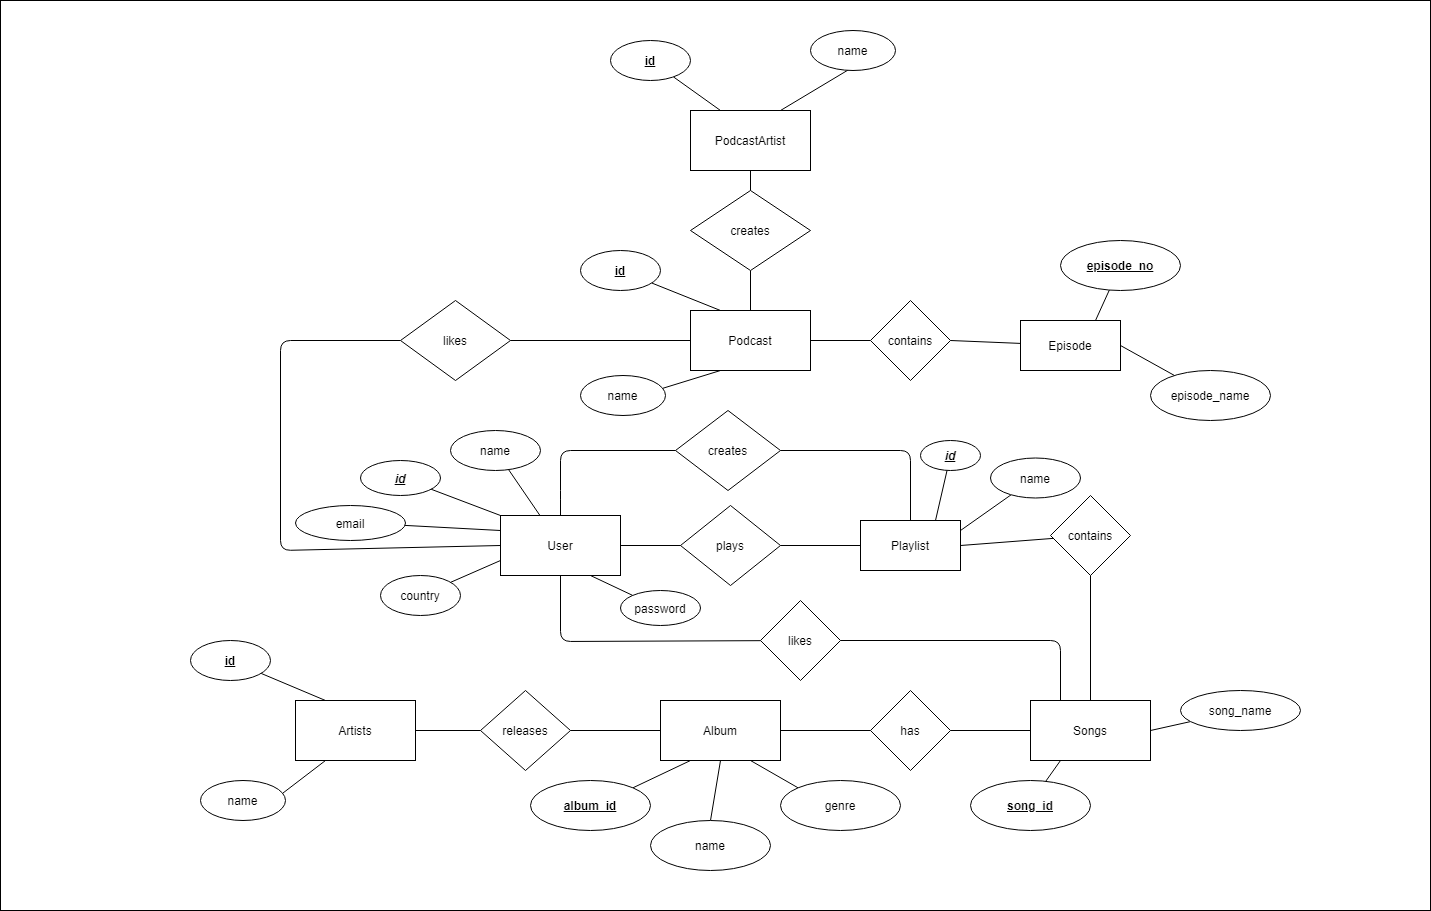 name
id
PodcastArtist
creates
id
episode_no
likes
Podcast
contains
Episode
name
episode_name
name
creates
id
id
name
email
User
plays
Playlist
contains
country
password
likes
id
Artists
releases
Album
has
Songs
song_name
name
album_id
genre
song_id
name